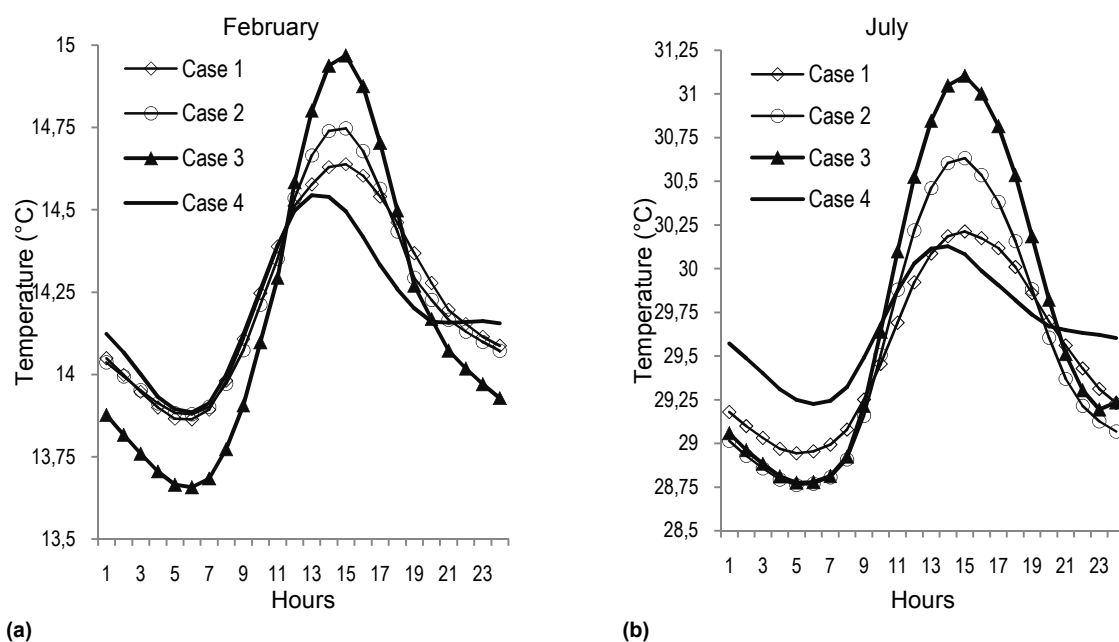 February
Temperature (°C)
15
14,75
14,5
14,25
14
13,75
13,5
Case 1
Case 2
Case 3
Case 4
1 3 5 7 9 11 13 15 17 19 21 23
Hours
(a)
July
Temperature (°C)
31,25
31
30,75
30,5
30,25
30
29,75
29,5
29,25
29
28,75
28,5
Case 1
Case 2
Case 3
Case 4
1 3 5 7 9 11 13 15 17 19 21 23
Hours
(b)